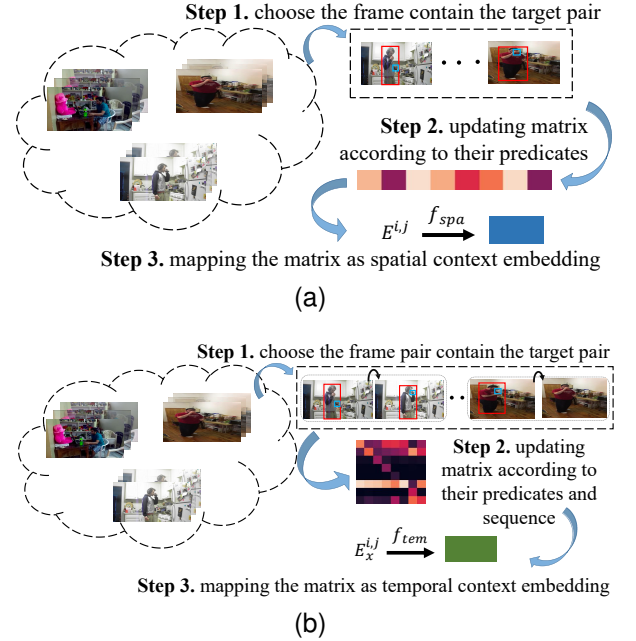 Step 1. choose the frame contain the target pair
Step 2. updating matrix
according to their predicates
E^{i,j} f_{spa}
Step 3. mapping the matrix as spatial context embedding
(a)
Step 1. choose the frame pair contain the target pair
Step 2. updating
matrix according to
their predicates and
sequence
E_x^{i,j} f_{tem}
Step 3. mapping the matrix as temporal context embedding
(b)